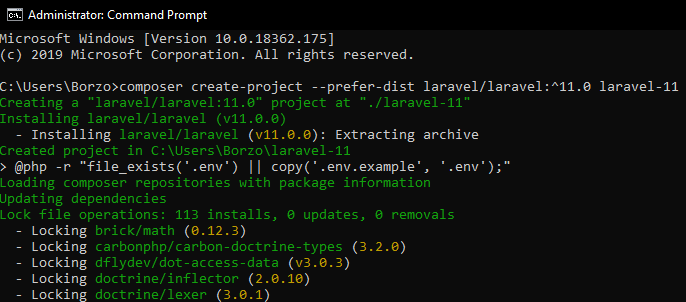 Administrator: Command Prompt
Microsoft Windows [Version 10.0.18362.175]
(c) 2019 Microsoft Corporation. All rights reserved.
C:\Users\Borzo>composer create-project --prefer-dist laravel/laravel:^11.0 laravel-11
Creating a "laravel/laravel:11.0" project at "./laravel-11"
Installing laravel/laravel (v11.0.0)
- Installing laravel/laravel (v11.0.0): Extracting archive
Created project in C:\Users\Borzo\laravel-11
> @php -r "file_exists('.env') || copy('.env.example', '.env');"
Loading composer repositories with package information
Updating dependencies
Lock file operations: 113 installs, 0 updates, 0 removals
- Locking brick/math (0.12.3)
- Locking carbonphp/carbon-doctrine-types (3.2.0)
- Locking dflydev/dot-access-data (v3.0.3)
- Locking doctrine/inflector (2.0.10)
- Locking doctrine/lexer (3.0.1)